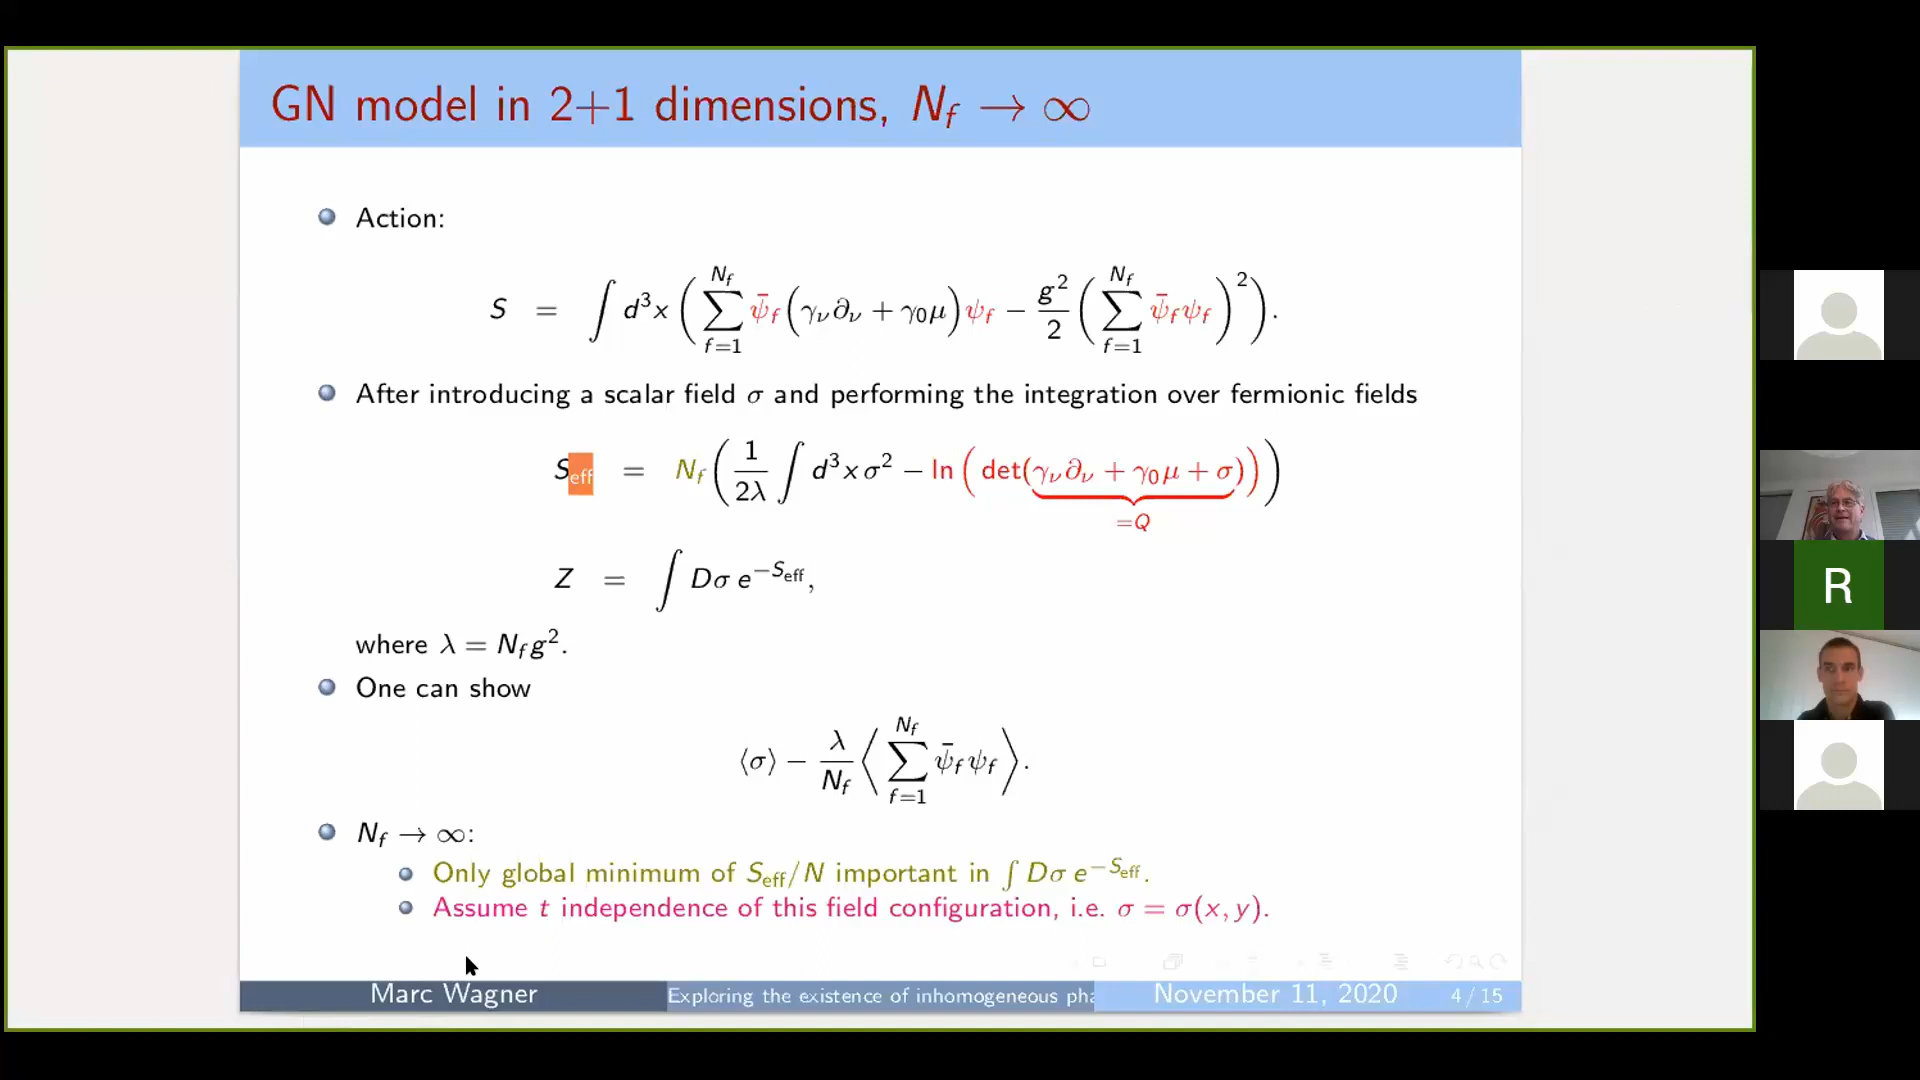 GN model in 2+1 dimensions, N_f → ∞
Action:
S = ∫ d³x ( ∑_{f=1}^{N_f} ψ̄_f ( γ_ν ∂_ν + γ_0 μ ) ψ_f − g²/2 ( ∑_{f=1}^{N_f} ψ̄_f ψ_f )² ).
After introducing a scalar field σ and performing the integration over fermionic fields
S_eff = N_f ( 1/2λ ∫ d³x σ² − ln ( det( γ_ν ∂_ν + γ_0 μ + σ ) ) )
=Q
Z = ∫ Dσ e^{−S_eff},
where λ = N_f g².
One can show
⟨σ⟩ − λ/N_f ⟨ ∑_{f=1}^{N_f} ψ̄_f ψ_f ⟩.
N_f → ∞:
Only global minimum of S_eff/N important in ∫ Dσ e^{−S_eff}.
Assume t independence of this field configuration, i.e. σ = σ(x, y).
Marc Wagner Exploring the existence of inhomogeneous pha November 11, 2020 4 / 15
R